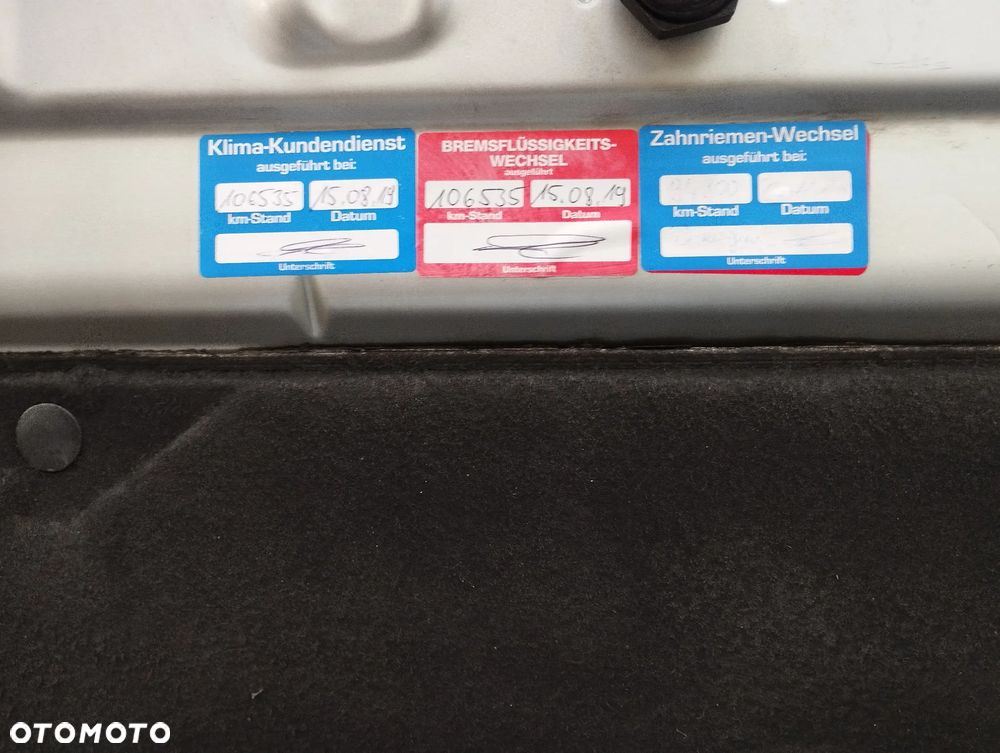 Klima-Kundendienst
ausgeführt bei:
106535 15.08.19
km-Stand Datum
Unterschrift
BREMSFLÜSSIGKEITS-
WECHSEL
ausgeführt
106535 15.08.19
km-Stand Datum
Unterschrift
Zahnriemen-Wechsel
ausgeführt bei:
km-Stand Datum
Unterschrift
OTOMOTO